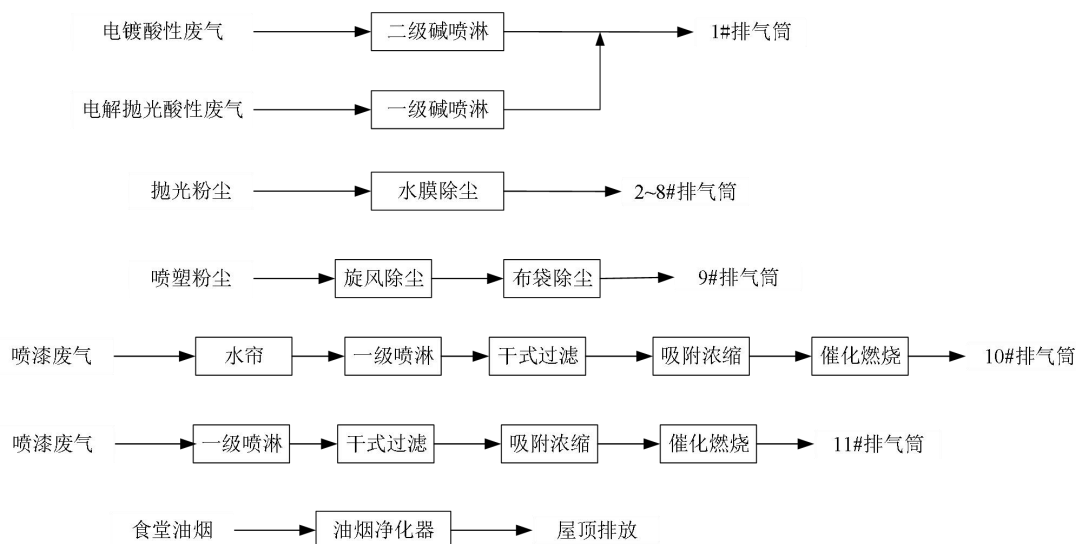 电镀酸性废气 二级碱喷淋 1#排气筒
电解抛光酸性废气 一级碱喷淋
抛光粉尘 水膜除尘 2~8#排气筒
喷塑粉尘 旋风除尘 布袋除尘 9#排气筒
喷漆废气 水帘 一级喷淋 干式过滤 吸附浓缩 催化燃烧 10#排气筒
喷漆废气 一级喷淋 干式过滤 吸附浓缩 催化燃烧 11#排气筒
食堂油烟 油烟净化器 屋顶排放